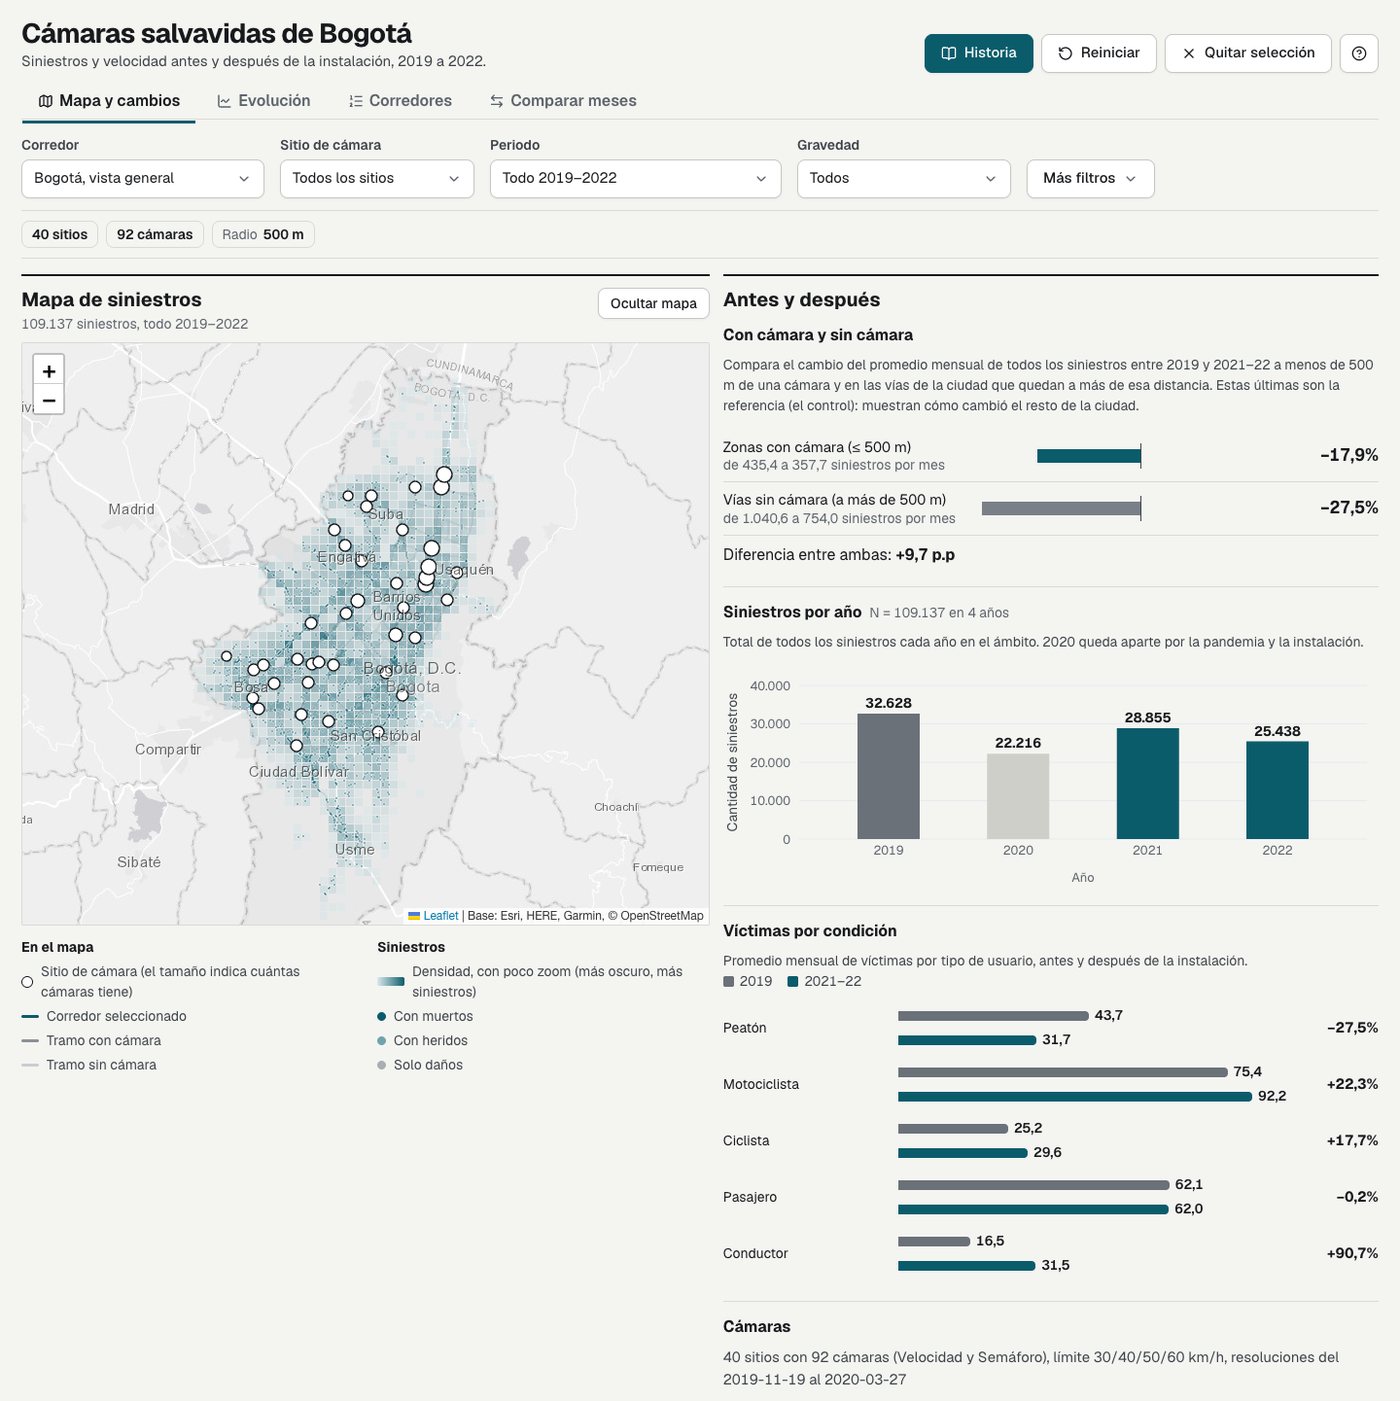 Cámaras salvavidas de Bogotá
Siniestros y velocidad antes y después de la instalación, 2019 a 2022.
Historia
Reiniciar
Quitar selección
Mapa y cambios
Evolución
Corredores
Comparar meses
Corredor
Sitio de cámara
Periodo
Gravedad
Bogotá, vista general
Todos los sitios
Todo 2019–2022
Todos
Más filtros
40 sitios
92 cámaras
Radio 500 m
Mapa de siniestros
Ocultar mapa
109.137 siniestros, todo 2019–2022
+
−
CUNDINAMARCA
BOGOTÁ, D.C.
Madrid
Suba
Engativá
Usaquén
Barrios
Unidos
Bogotá, D.C.
Bogota
Bosa
San Cristóbal
Compartir
Ciudad Bolívar
Choachí
da
Usme
Sibaté
Fomeque
Leaflet | Base: Esri, HERE, Garmin, © OpenStreetMap
En el mapa
Sitio de cámara (el tamaño indica cuántas
cámaras tiene)
Corredor seleccionado
Tramo con cámara
Tramo sin cámara
Siniestros
Densidad, con poco zoom (más oscuro, más
siniestros)
Con muertos
Con heridos
Solo daños
Antes y después
Con cámara y sin cámara
Compara el cambio del promedio mensual de todos los siniestros entre 2019 y 2021–22 a menos de 500
m de una cámara y en las vías de la ciudad que quedan a más de esa distancia. Estas últimas son la
referencia (el control): muestran cómo cambió el resto de la ciudad.
Zonas con cámara (≤ 500 m)
de 435,4 a 357,7 siniestros por mes
−17,9%
Vías sin cámara (a más de 500 m)
de 1.040,6 a 754,0 siniestros por mes
−27,5%
Diferencia entre ambas: +9,7 p.p
Siniestros por año N = 109.137 en 4 años
Total de todos los siniestros cada año en el ámbito. 2020 queda aparte por la pandemia y la instalación.
Cantidad de siniestros
40.000
30.000
20.000
10.000
0
32.628
22.216
28.855
25.438
2019
2020
2021
2022
Año
Víctimas por condición
Promedio mensual de víctimas por tipo de usuario, antes y después de la instalación.
2019
2021–22
Peatón
43,7
31,7
−27,5%
Motociclista
75,4
92,2
+22,3%
Ciclista
25,2
29,6
+17,7%
Pasajero
62,1
62,0
−0,2%
Conductor
16,5
31,5
+90,7%
Cámaras
40 sitios con 92 cámaras (Velocidad y Semáforo), límite 30/40/50/60 km/h, resoluciones del
2019-11-19 al 2020-03-27